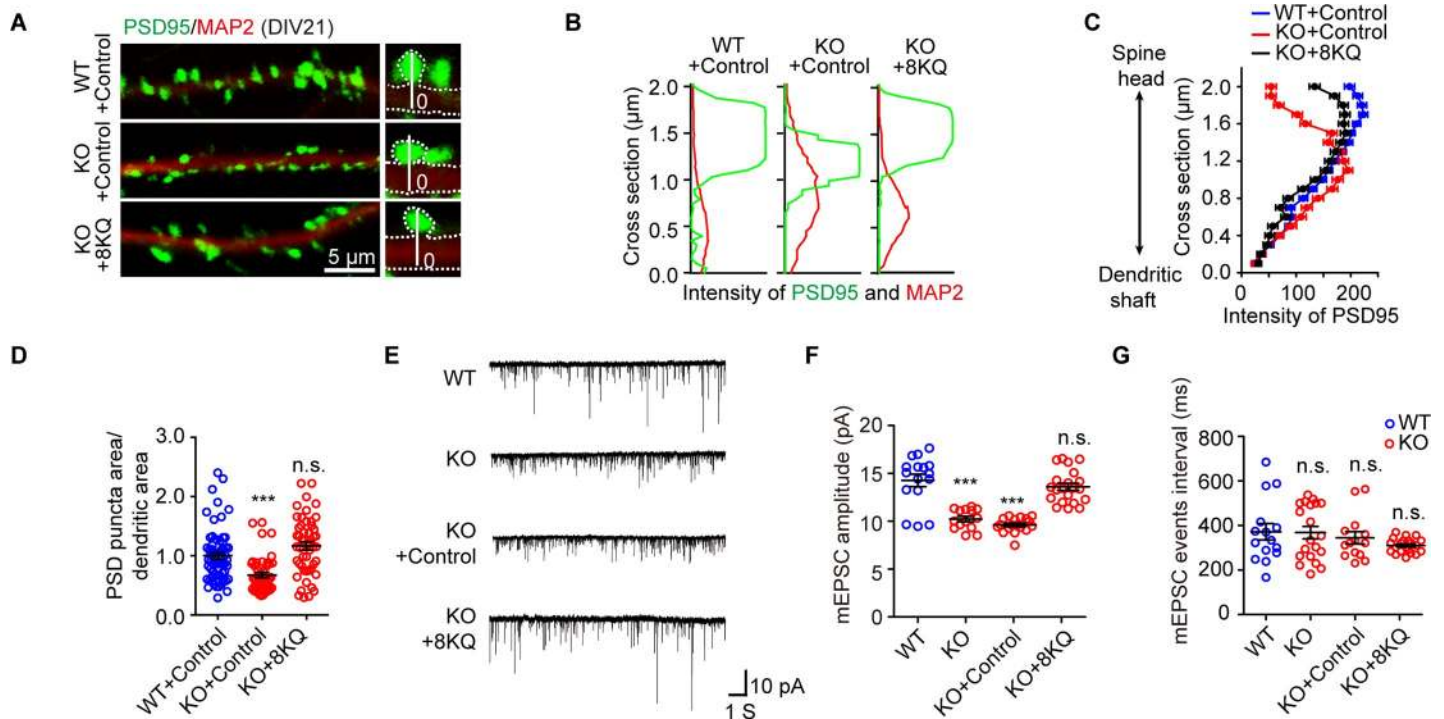 A
PSD95/MAP2 (DIV21)
WT
+Control
KO
+Control
KO
+8KQ
0
0
0
5 µm
B
WT
+Control
KO
+Control
KO
+8KQ
Cross section (µm)
2.0
1.5
1.0
0.5
0.0
Intensity of PSD95 and MAP2
C
WT+Control
KO+Control
KO+8KQ
Spine
head
Dendritic
shaft
Cross section (µm)
2.0
1.6
1.2
0.8
0.4
0.0
0 100 200
Intensity of PSD95
D
PSD puncta area/
dendritic area
3.0
2.0
1.0
0.0
***
n.s.
WT+Control
KO+Control
KO+8KQ
E
WT
KO
KO
+Control
KO
+8KQ
10 pA
1 S
F
mEPSC amplitude (pA)
20
15
10
5
0
***
***
n.s.
WT
KO
KO+Control
KO+8KQ
G
WT
KO
mEPSC events interval (ms)
800
600
400
200
0
n.s.
n.s.
n.s.
WT
KO
KO+Control
KO+8KQ